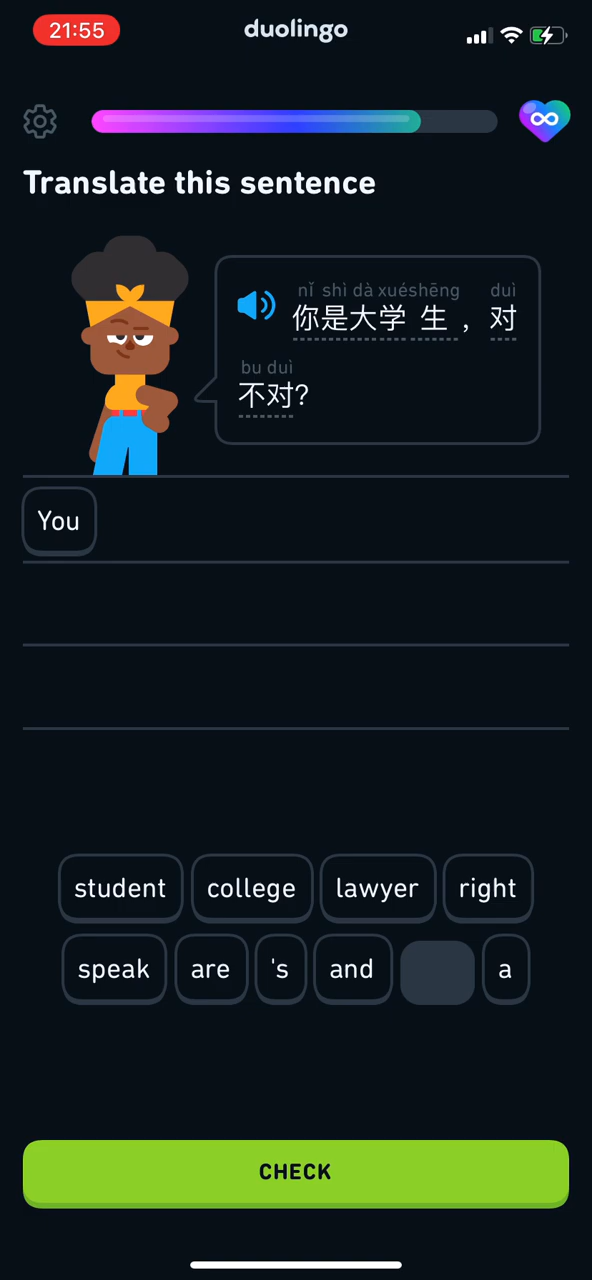 21:55
duolingo
Translate this sentence
nǐ shì dà xuéshēng duì
你是大学 生 , 对
bu duì
不对?
You
student college lawyer right
speak are 's and a
CHECK